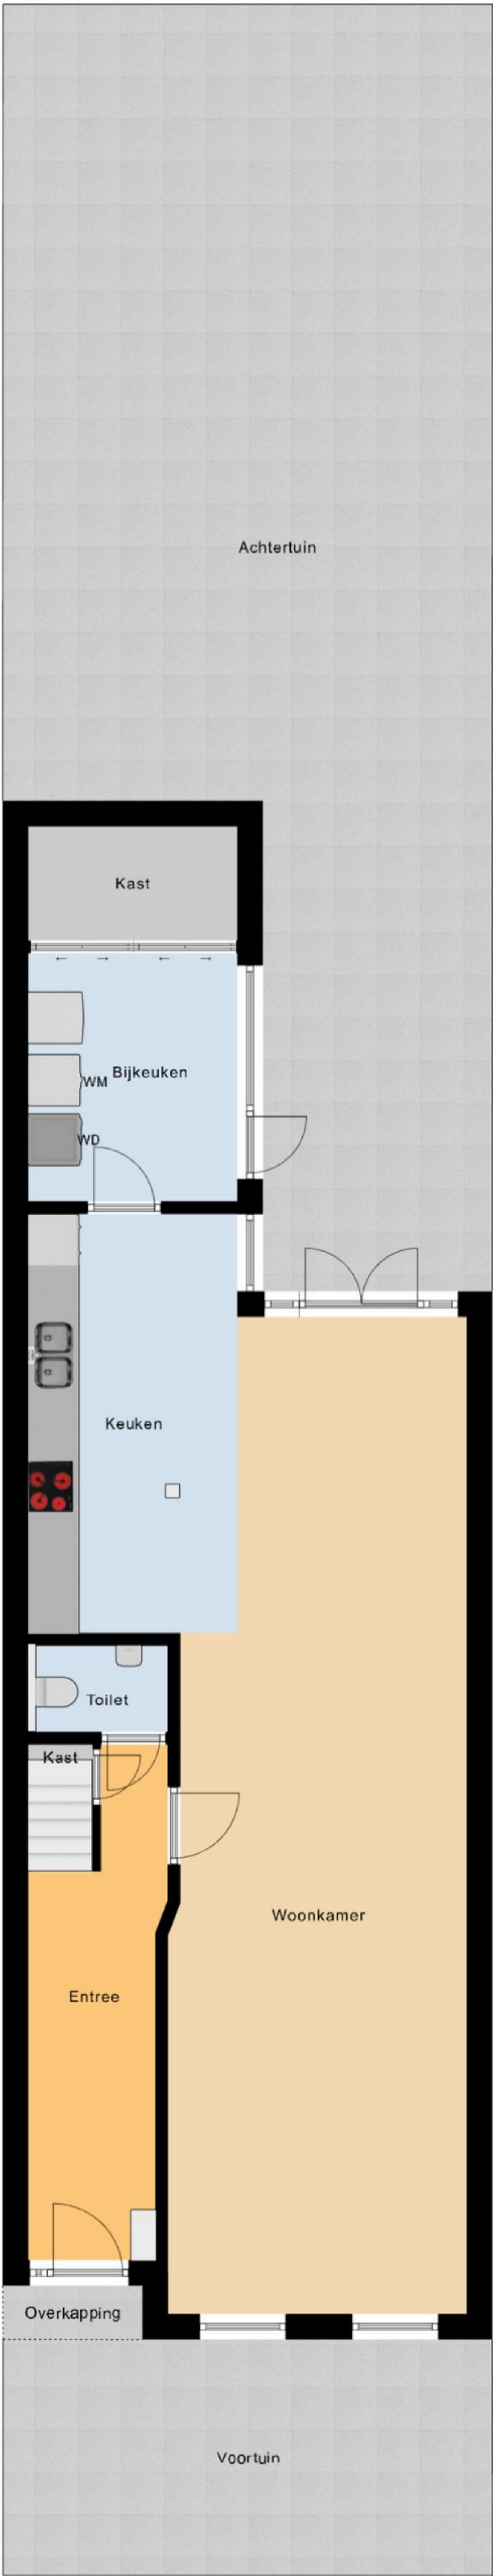 Achtertuin
Kast
Bijkeuken
WM
WD
Keuken
Toilet
Kast
Woonkamer
Entree
Overkapping
Voortuin